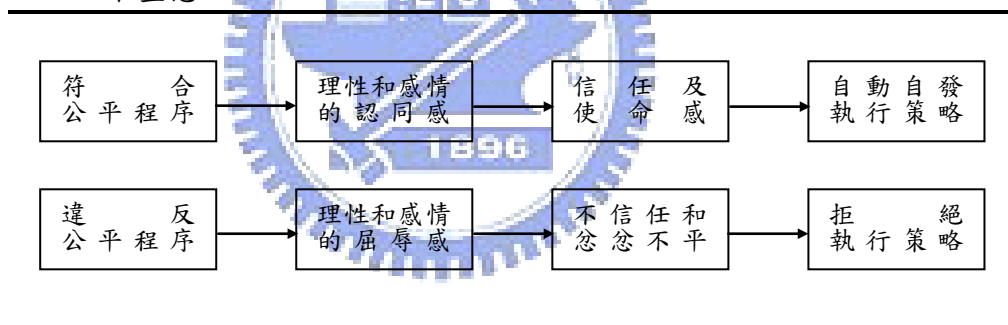 符合
公平程序
理性和感情
的認同感
信任及
使命感
自動自發
執行策略
1896
違反
公平程序
理性和感情
的屈辱感
不信任和
忿忿不平
拒絕
執行策略